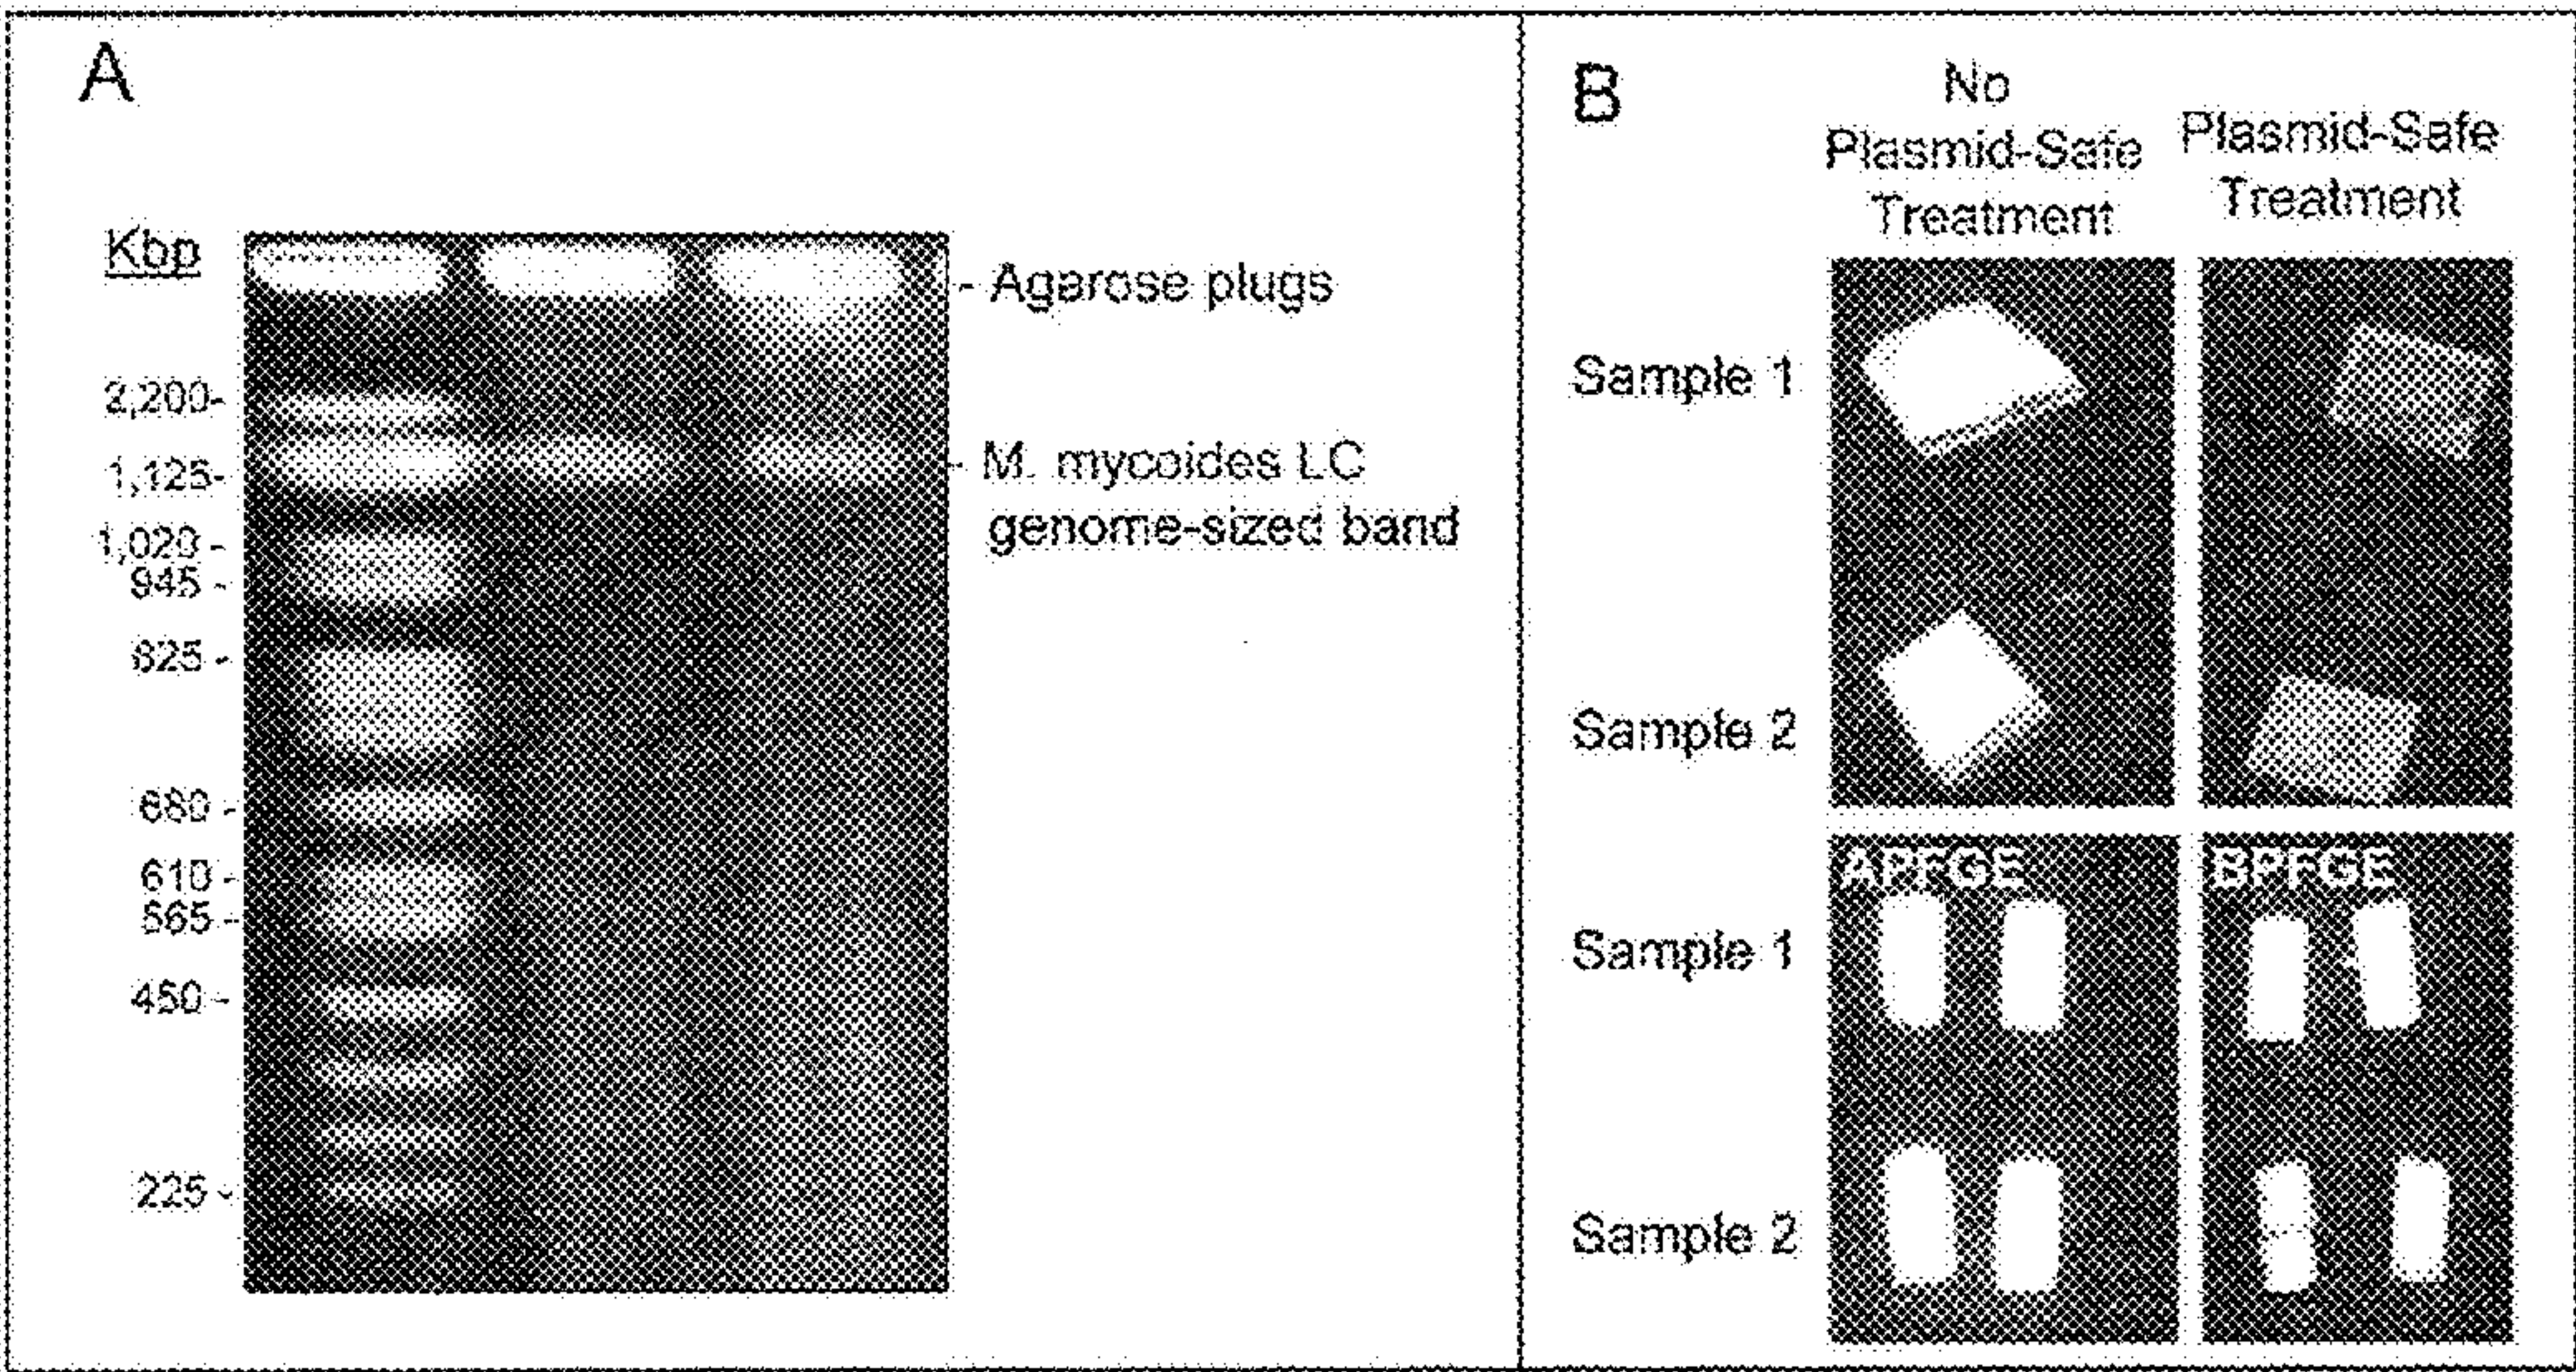 A
Kbp
2,200-
1,125-
1,020 -
945 -
825 -
680 -
610 -
565 -
450 -
225 -
- Agarose plugs
- M. mycoides LC
genome-sized band
B
No
Plasmid-Safe
Treatment
Plasmid-Safe
Treatment
Sample 1
Sample 2
APFGE
BPFGE
Sample 1
Sample 2